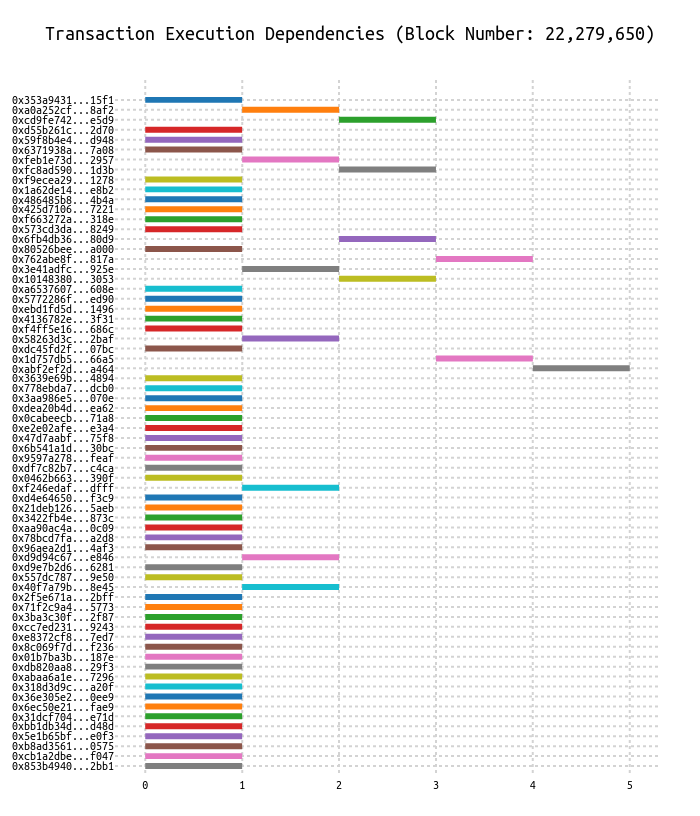 Transaction Execution Dependencies (Block Number: 22,279,650)
0x353a9431...15f1
0xa0a252cf...8af2
0xcd9fe742...e5d9
0xd55b261c...2d70
0x59f8b4e4...d948
0x6371938a...7a08
0xfeb1e73d...2957
0xfc8ad590...1d3b
0xf9ecea29...1278
0x1a62de14...e8b2
0x486485b8...4b4a
0x425d7106...7221
0xf663272a...318e
0x573cd3da...8249
0x6fb4db36...80d9
0x80526bee...a000
0x762abe8f...817a
0x3e41adfc...925e
0x10148380...3053
0xa6537607...608e
0x5772286f...ed90
0xebd1fd5d...1496
0x4136782e...3f31
0xf4ff5e16...686c
0x58263d3c...2baf
0xdc45fd2f...07bc
0x1d757db5...66a5
0xabf2ef2d...a464
0x3639e69b...4894
0x778ebda7...dcb0
0x3aa986e5...070e
0xdea20b4d...ea62
0x0cabeecb...71a8
0xe2e02afe...e3a4
0x47d7aabf...75f8
0x6b541a1d...30bc
0x9597a278...feaf
0xdf7c82b7...c4ca
0x0462b663...390f
0xf246edaf...dfff
0xd4e64650...f3c9
0x21deb126...5aeb
0x3422fb4e...873c
0xaa90ac4a...0c09
0x78bcd7fa...a2d8
0x96aea2d1...4af3
0xd9d94c67...e846
0xd9e7b2d6...6281
0x557dc787...9e50
0x40f7a79b...8e45
0x2f5e671a...2bff
0x71f2c9a4...5773
0x3ba3c30f...2f87
0xcc7ed231...9243
0xe8372cf8...7ed7
0x8c069f7d...f236
0x01b7ba3b...187e
0xdb820aa8...29f3
0xabaa6a1e...7296
0x318d3d9c...a20f
0x36e305e2...0ee9
0x6ec50e21...fae9
0x31dcf704...e71d
0xbb1db34d...d48d
0x5e1b65bf...e0f3
0xb8ad3561...0575
0xcb1a2dbe...f047
0x853b4940...2bb1
0 1 2 3 4 5